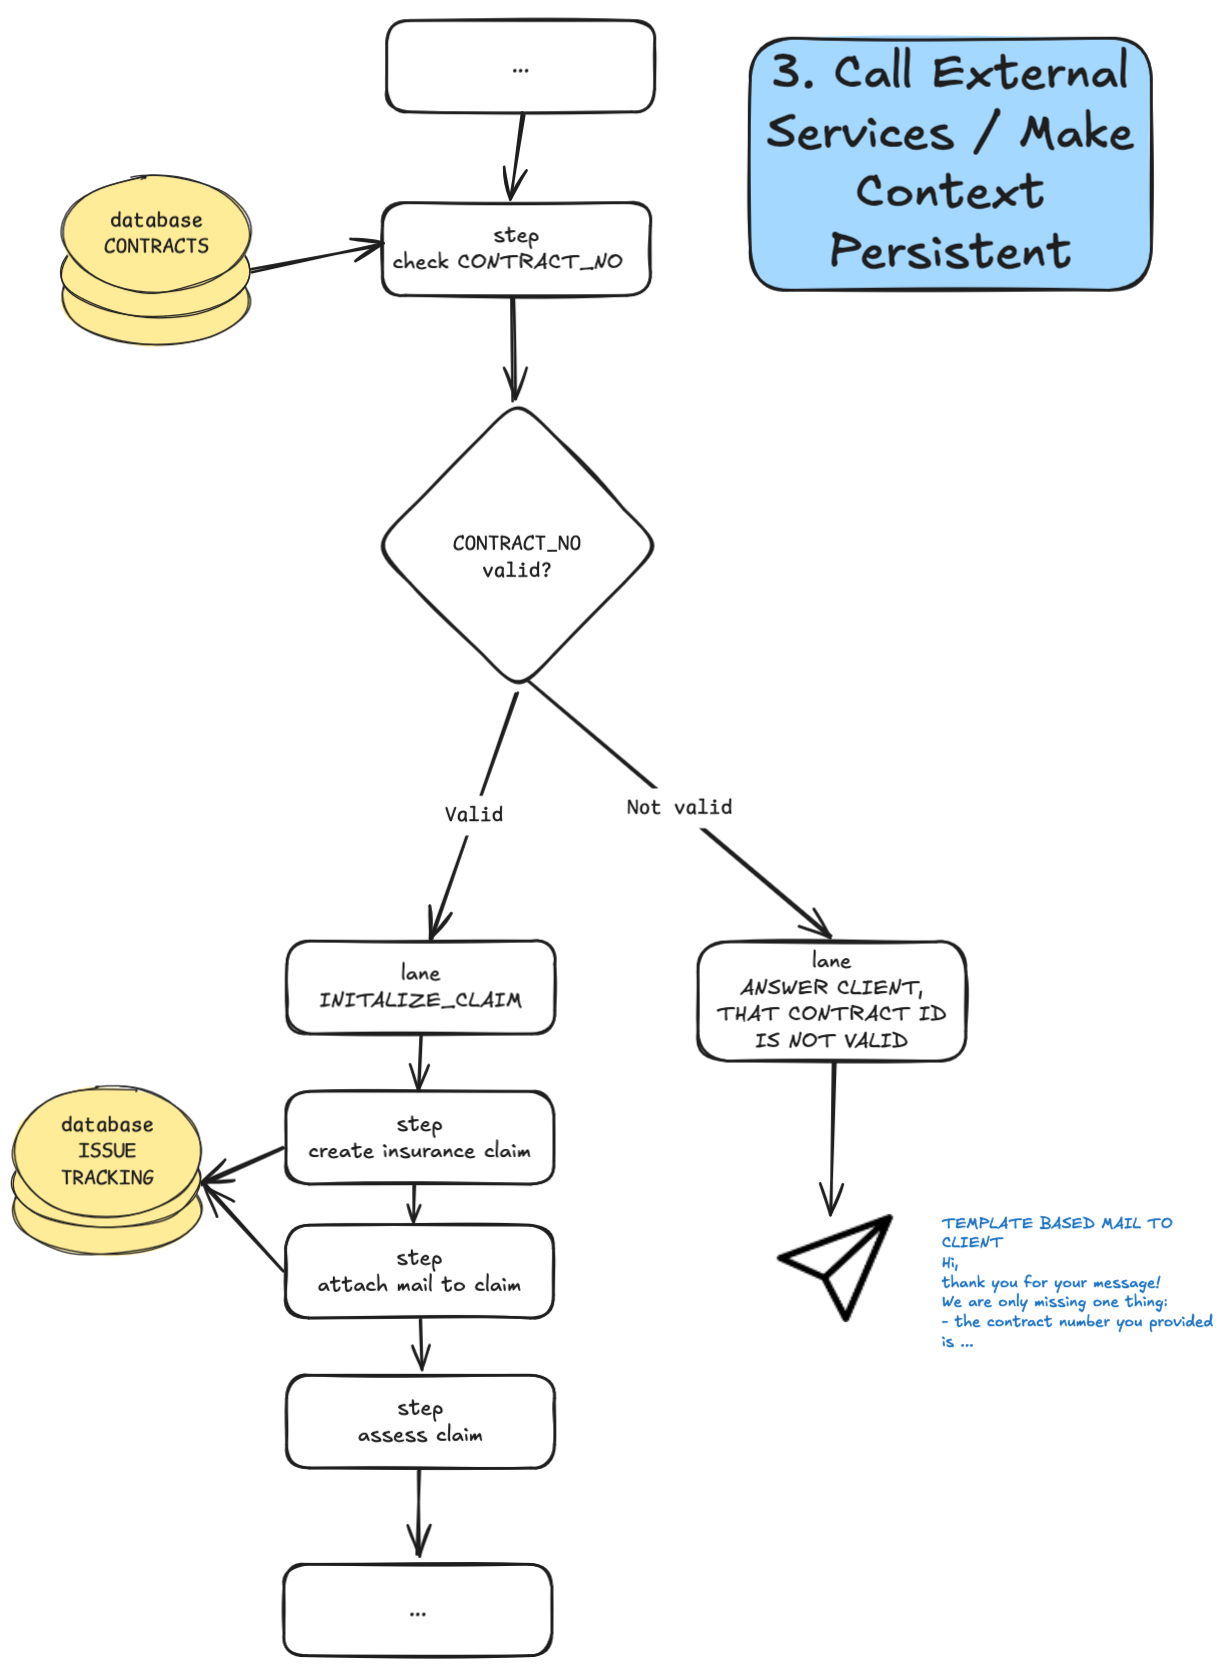 ...
3. Call External
Services / Make
Context
Persistent
database
CONTRACTS
step
check CONTRACT_NO
CONTRACT_NO
valid?
Valid
Not valid
lane
INITALIZE_CLAIM
lane
ANSWER CLIENT,
THAT CONTRACT ID
IS NOT VALID
database
ISSUE
TRACKING
step
create insurance claim
step
attach mail to claim
TEMPLATE BASED MAIL TO
CLIENT
Hi,
thank you for your message!
We are only missing one thing:
- the contract number you provided
is ...
step
assess claim
...